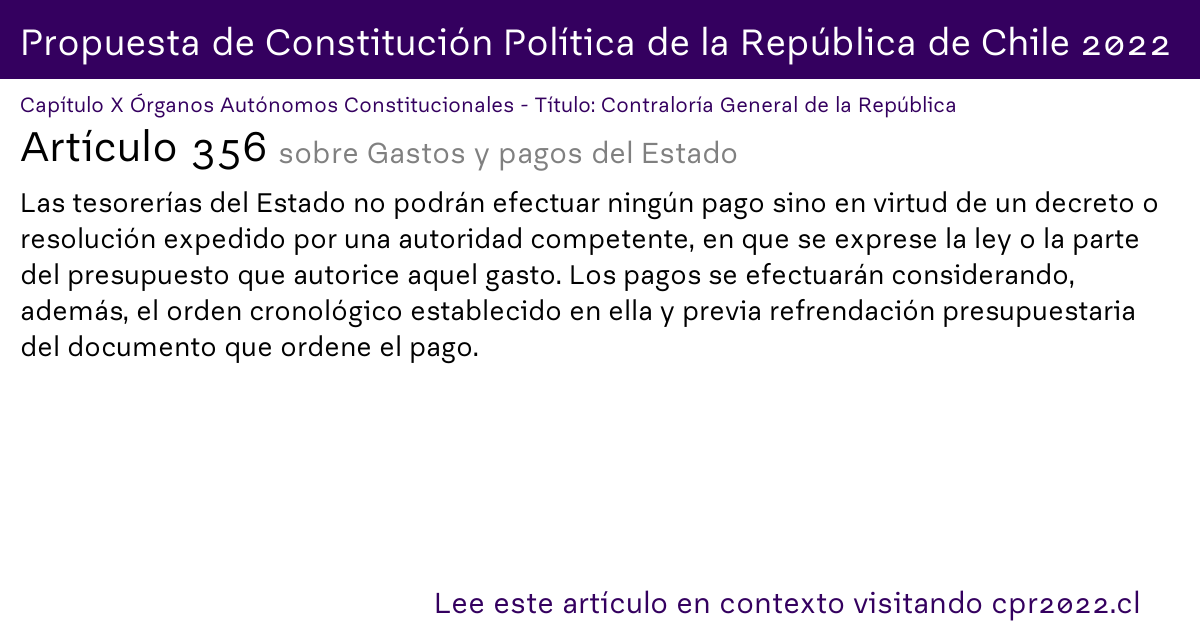 Propuesta de Constitución Política de la República de Chile 2022
Capítulo X Órganos Autónomos Constitucionales - Título: Contraloría General de la República
Artículo 356 sobre Gastos y pagos del Estado
Las tesorerías del Estado no podrán efectuar ningún pago sino en virtud de un decreto o
resolución expedido por una autoridad competente, en que se exprese la ley o la parte
del presupuesto que autorice aquel gasto. Los pagos se efectuarán considerando,
además, el orden cronológico establecido en ella y previa refrendación presupuestaria
del documento que ordene el pago.
Lee este artículo en contexto visitando cpr2022.cl